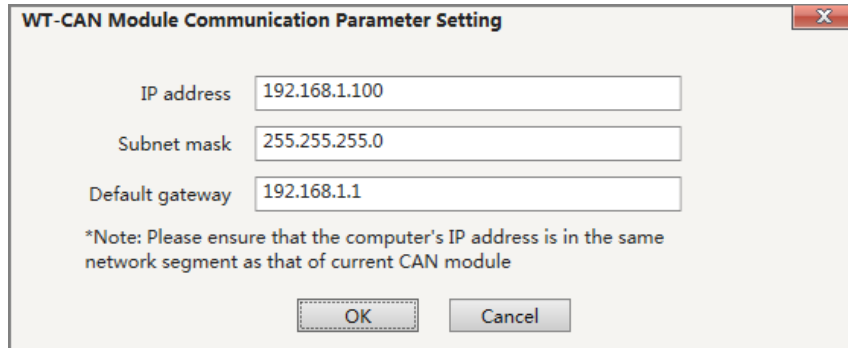 WT-CAN Module Communication Parameter Setting
IP address 192.168.1.100
Subnet mask 255.255.255.0
Default gateway 192.168.1.1
*Note: Please ensure that the computer's IP address is in the same
network segment as that of current CAN module
OK Cancel